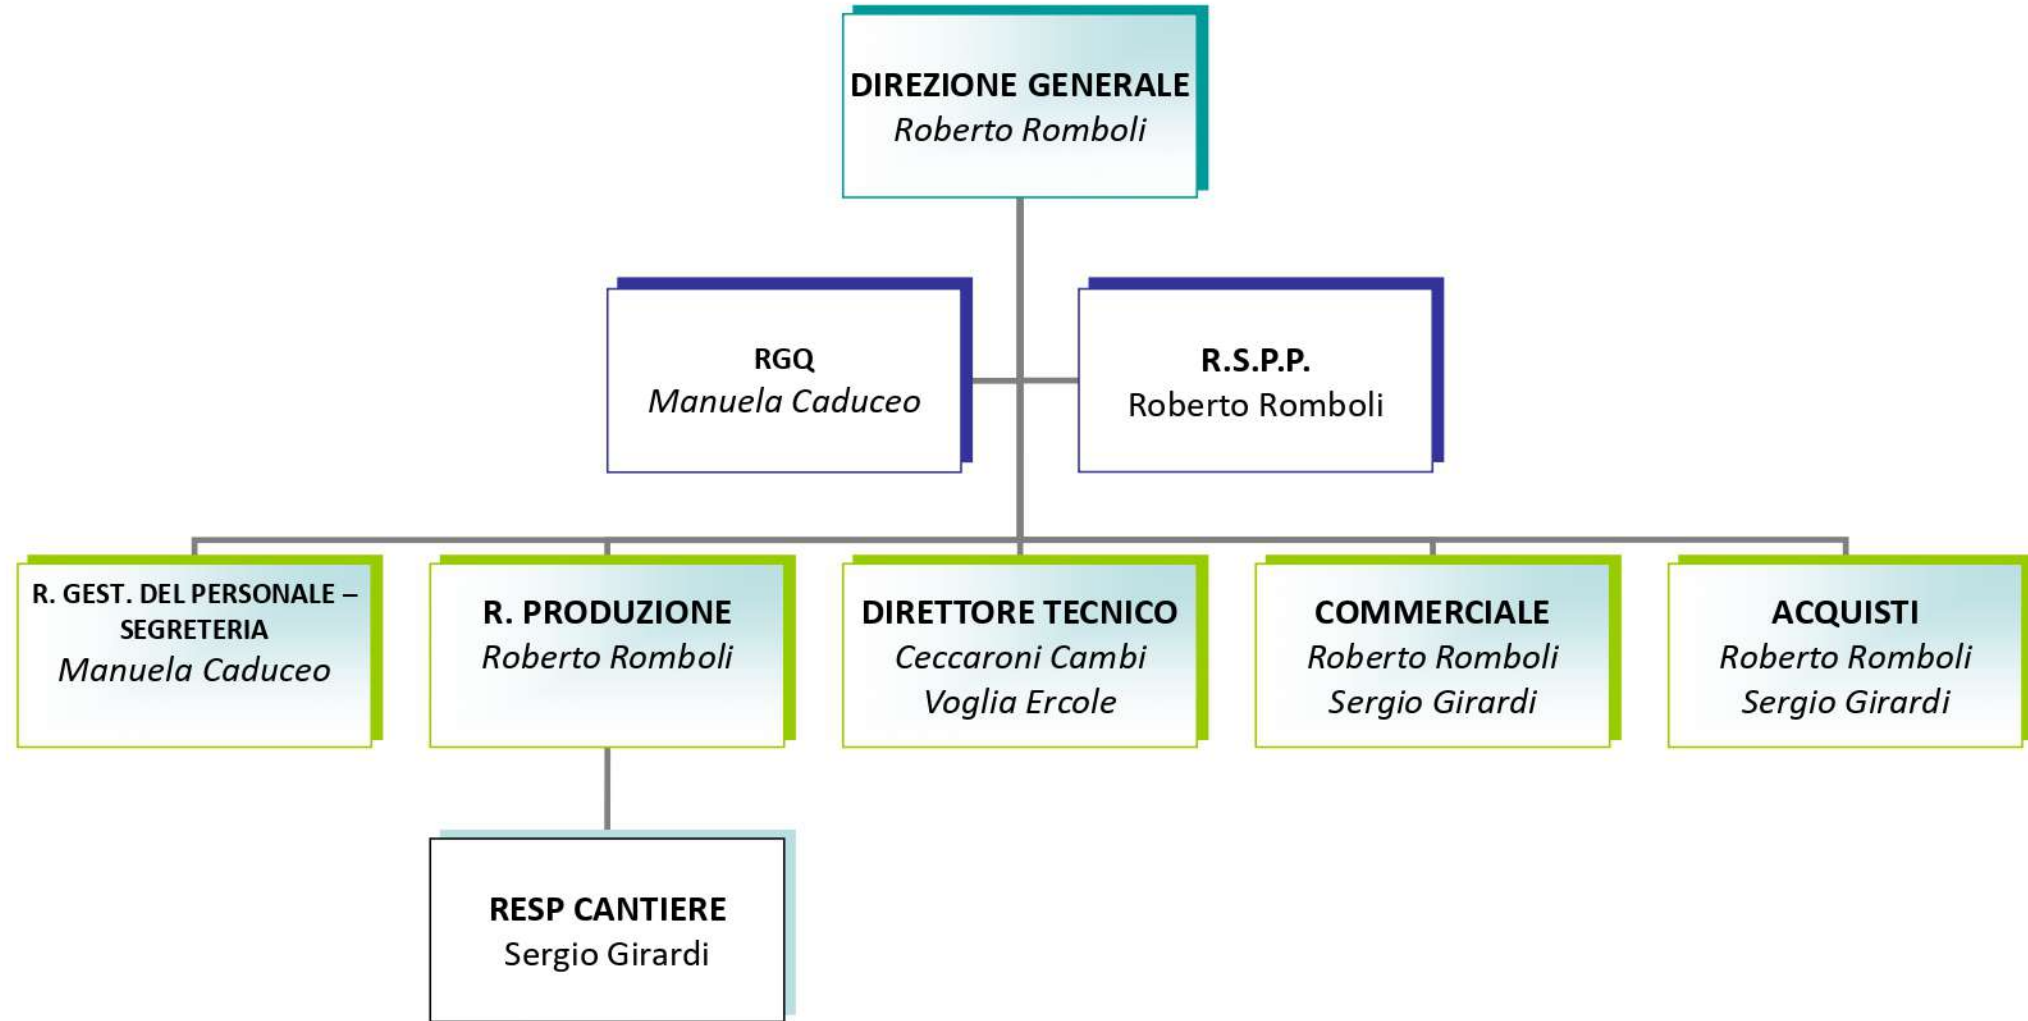 DIREZIONE GENERALE
Roberto Romboli
RGQ
Manuela Caduceo
R.S.P.P.
Roberto Romboli
R. GEST. DEL PERSONALE –
SEGRETERIA
Manuela Caduceo
R. PRODUZIONE
Roberto Romboli
DIRETTORE TECNICO
Ceccaroni Cambi
Voglia Ercole
COMMERCIALE
Roberto Romboli
Sergio Girardi
ACQUISTI
Roberto Romboli
Sergio Girardi
RESP CANTIERE
Sergio Girardi